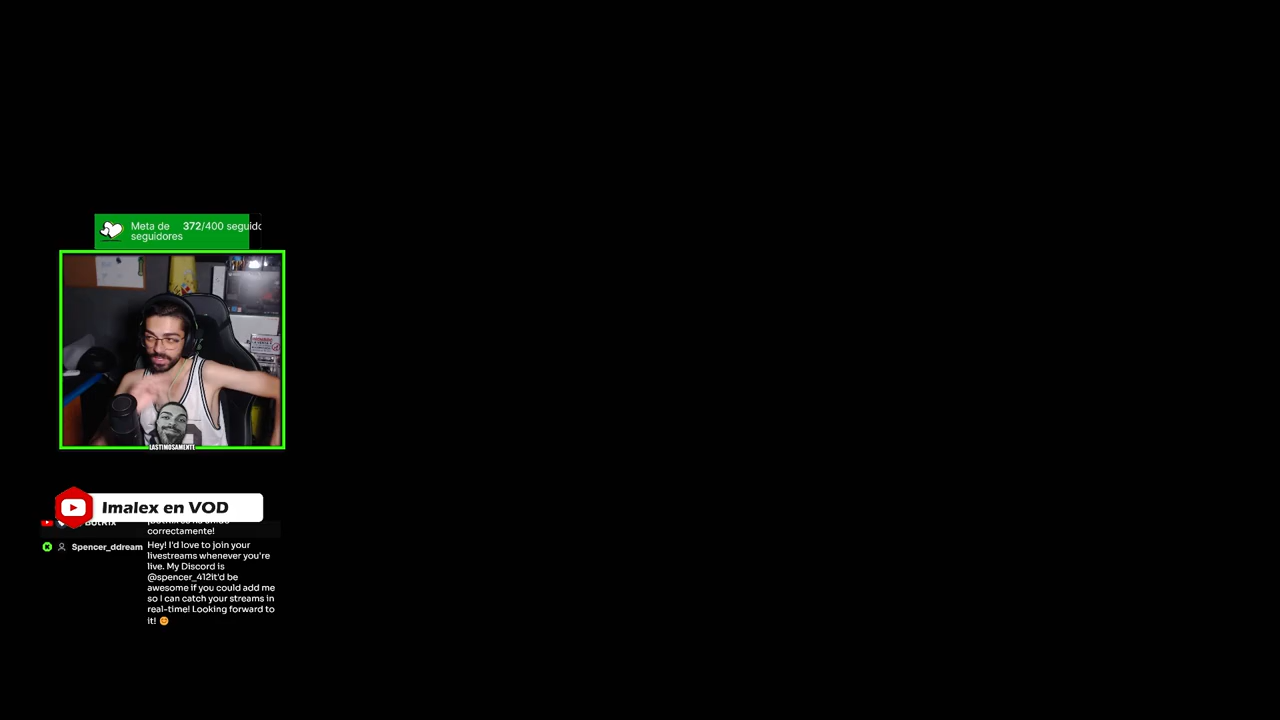 Meta de seguidores
372/400 seguido
LASTIMOSAMENTE
Imalex en VOD
BotRix
correctamente!
Spencer_ddream
Hey! I'd love to join your
livestreams whenever you're
live. My Discord is
@spencer_412it'd be
awesome if you could add me
so I can catch your streams in
real-time! Looking forward to
it! 😊